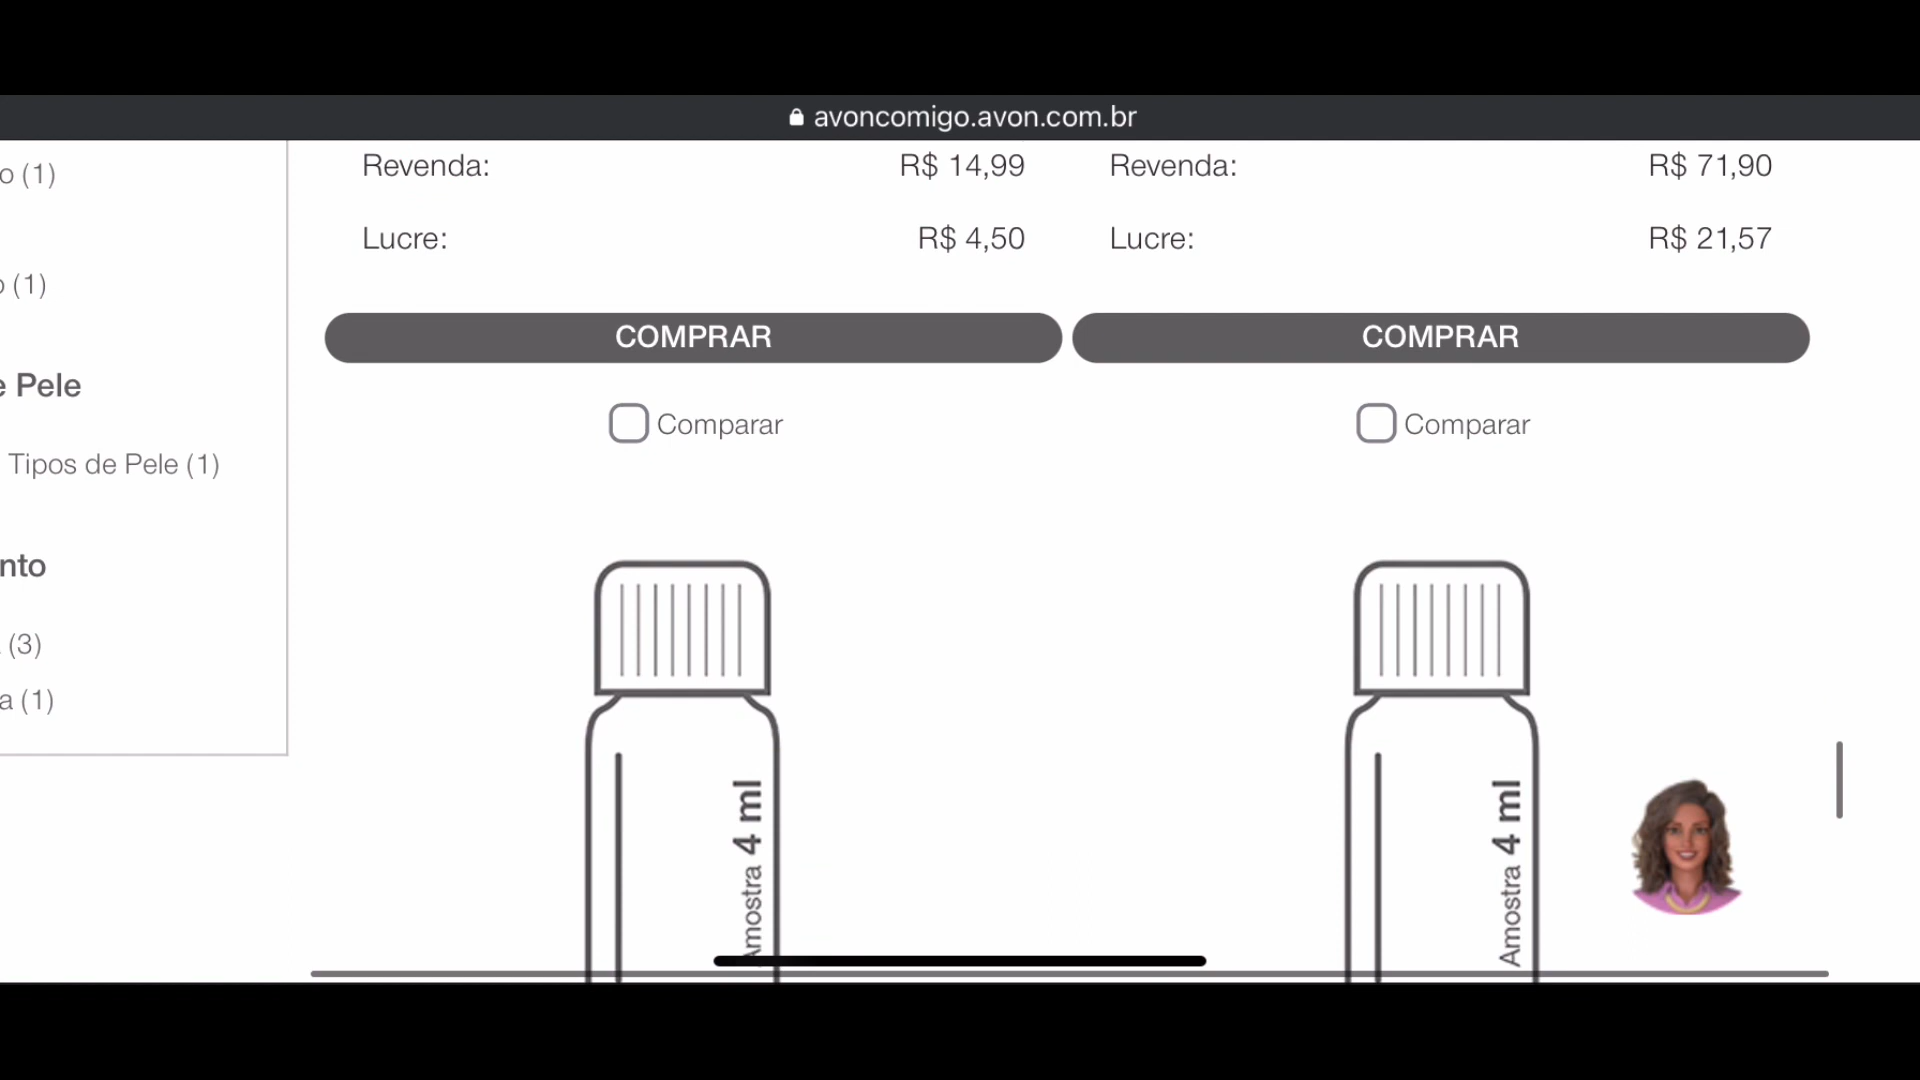 avoncomigo.avon.com.br
o (1)
o (1)
e Pele
Tipos de Pele (1)
nto
(3)
a (1)
Revenda: R$ 14,99
Lucre: R$ 4,50
COMPRAR
Comparar
Revenda: R$ 71,90
Lucre: R$ 21,57
COMPRAR
Comparar
Amostra 4 ml
Amostra 4 ml